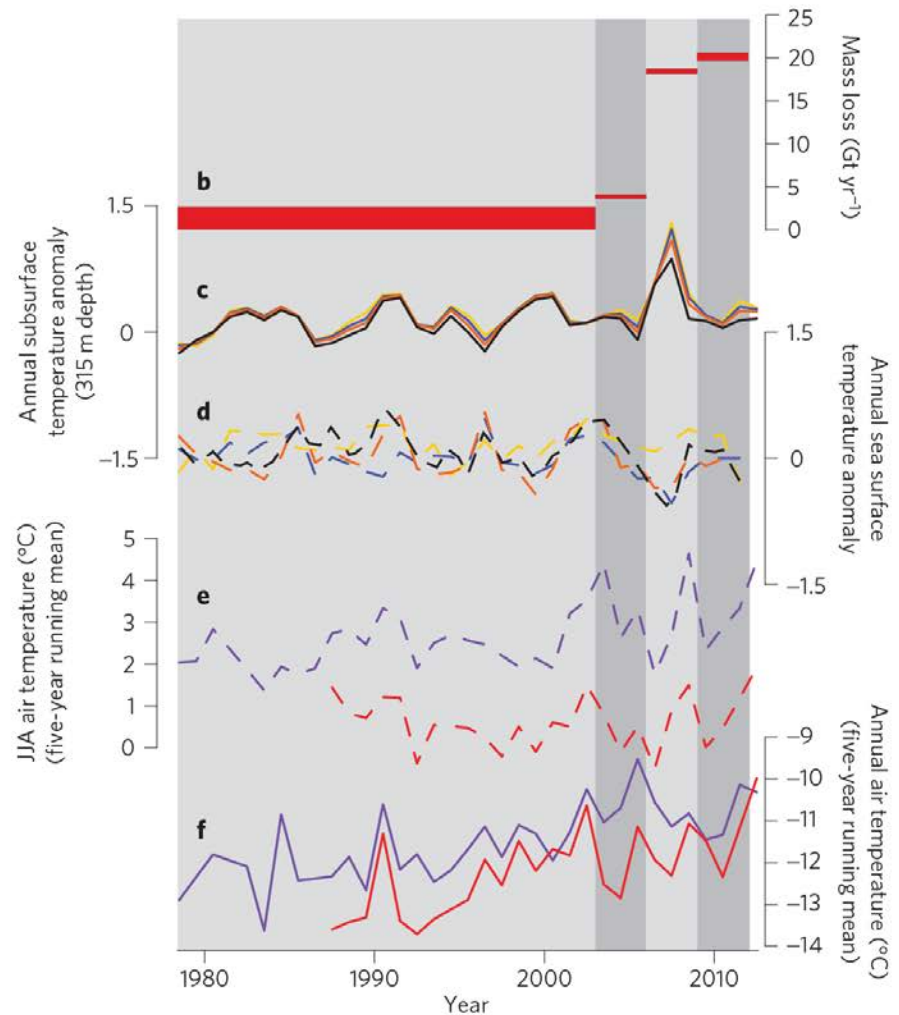 25
20
15
10
5
0
Mass loss (Gt yr⁻¹)
b
1.5
0
−1.5
Annual subsurface
temperature anomaly
(315 m depth)
c
1.5
0
−1.5
Annual sea surface
temperature anomaly
d
5
4
3
2
1
0
JJA air temperature (°C)
(five-year running mean)
e
−9
−10
−11
−12
−13
−14
Annual air temperature (°C)
(five-year running mean)
f
1980
1990
2000
2010
Year